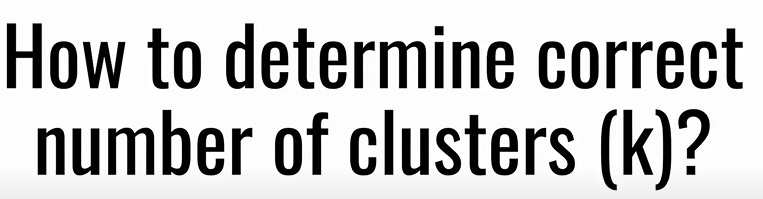 How to determine correct
number of clusters (k)?